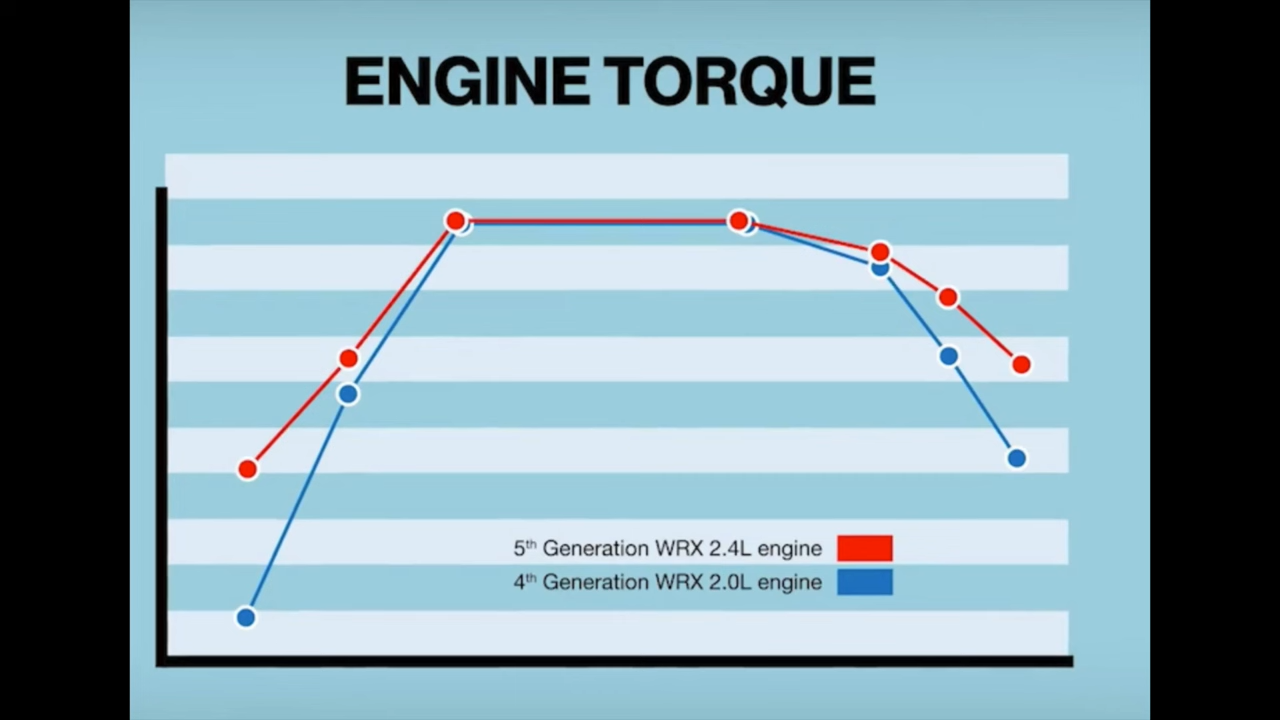 ENGINE TORQUE
5th Generation WRX 2.4L engine
4th Generation WRX 2.0L engine